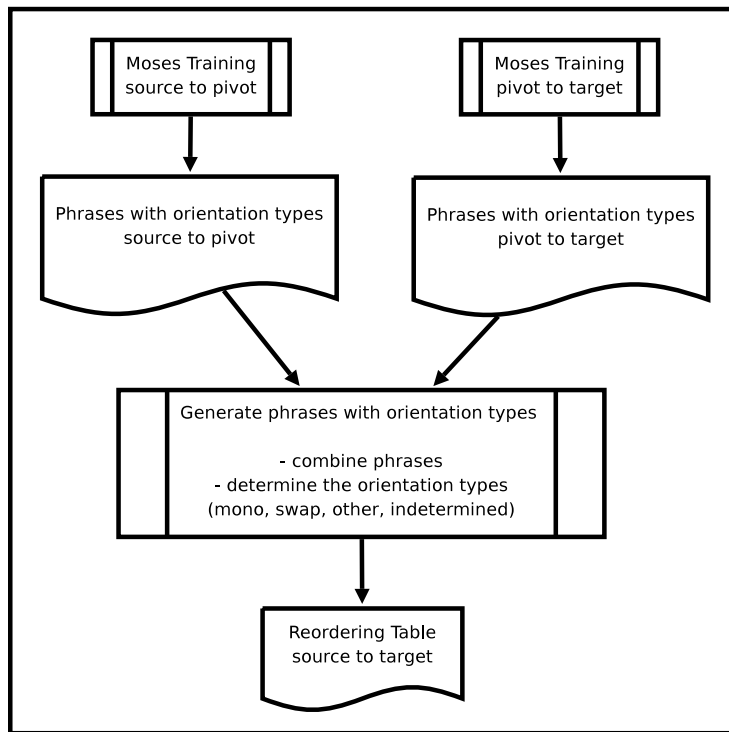 Moses Training
source to pivot
Moses Training
pivot to target
Phrases with orientation types
source to pivot
Phrases with orientation types
pivot to target
Generate phrases with orientation types
- combine phrases
- determine the orientation types
(mono, swap, other, indetermined)
Reordering Table
source to target